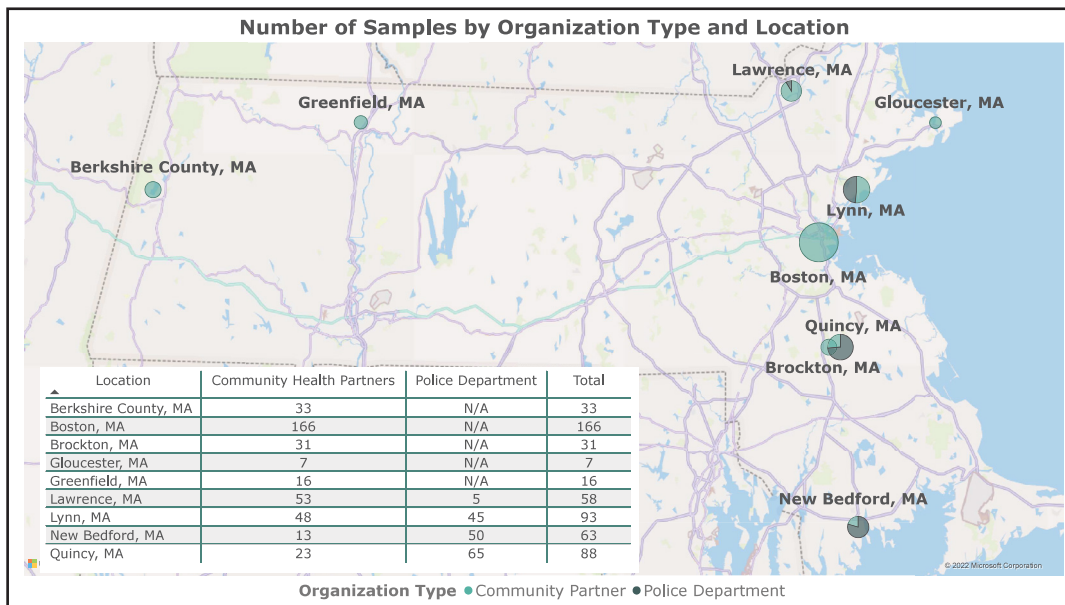 Number of Samples by Organization Type and Location
Lawrence, MA
Greenfield, MA
Gloucester, MA
Berkshire County, MA
Lynn, MA
Boston, MA
Quincy, MA
Brockton, MA
New Bedford, MA
Location Community Health Partners Police Department Total
Berkshire County, MA 33 N/A 33
Boston, MA 166 N/A 166
Brockton, MA 31 N/A 31
Gloucester, MA 7 N/A 7
Greenfield, MA 16 N/A 16
Lawrence, MA 53 5 58
Lynn, MA 48 45 93
New Bedford, MA 13 50 63
Quincy, MA 23 65 88
© 2022 Microsoft Corporation
Organization Type Community Partner Police Department